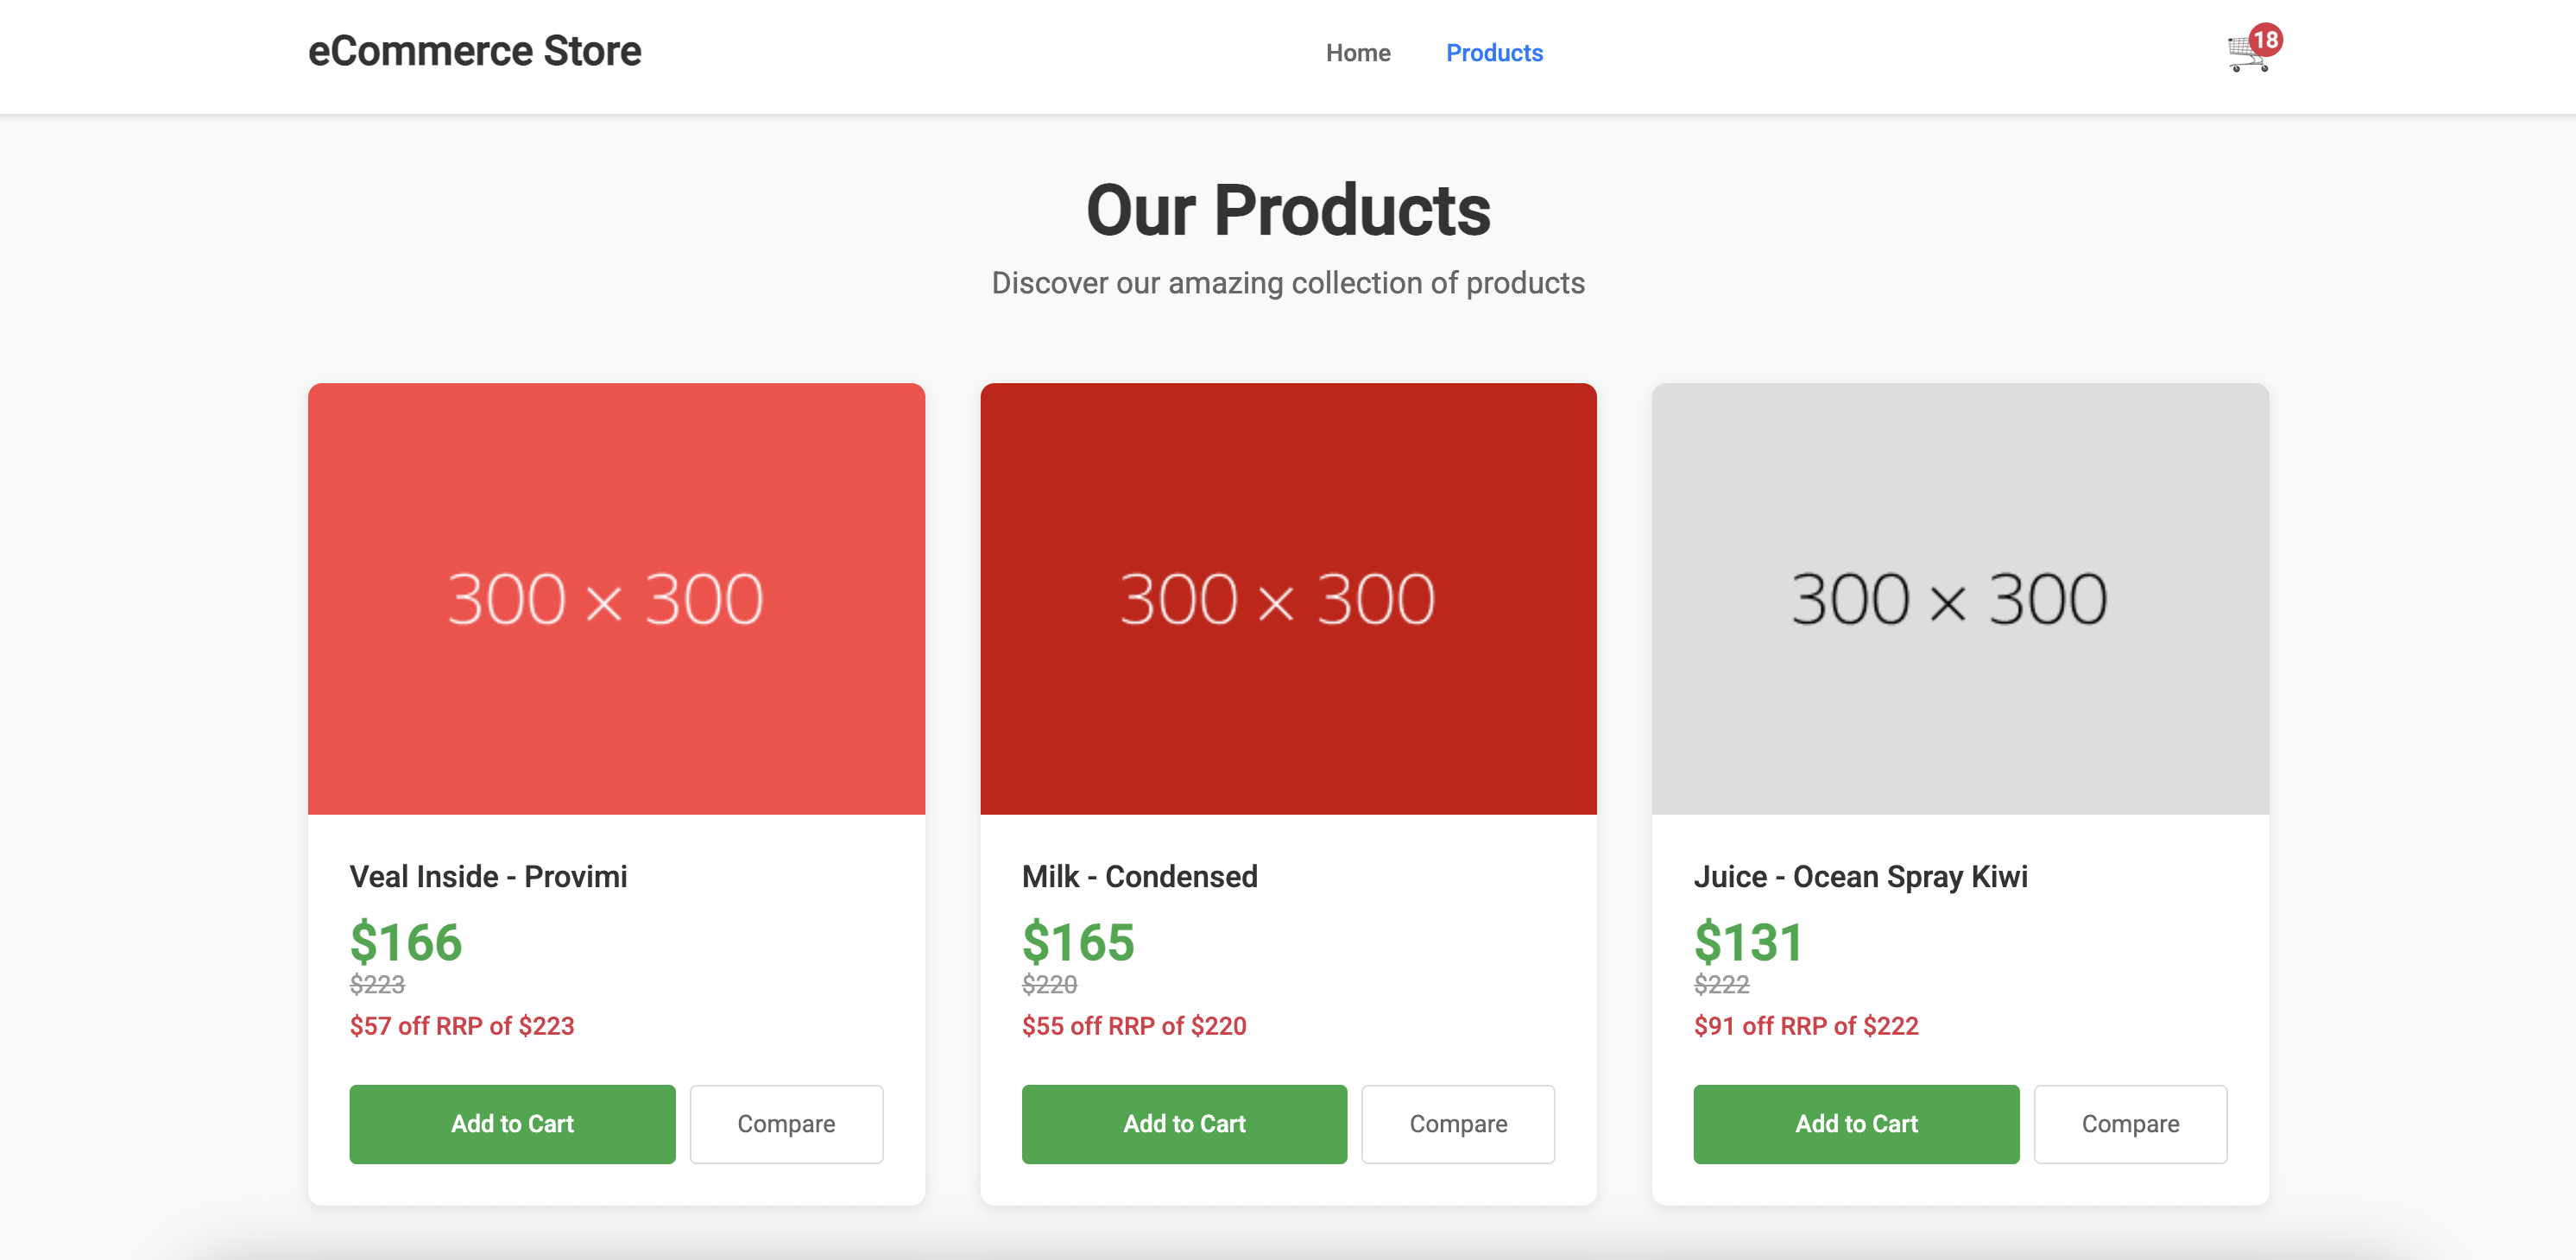 eCommerce Store
Home
Products
18
Our Products
Discover our amazing collection of products
300 × 300
300 × 300
300 × 300
Veal Inside - Provimi
$166
$223
$57 off RRP of $223
Add to Cart
Compare
Milk - Condensed
$165
$220
$55 off RRP of $220
Add to Cart
Compare
Juice - Ocean Spray Kiwi
$131
$222
$91 off RRP of $222
Add to Cart
Compare